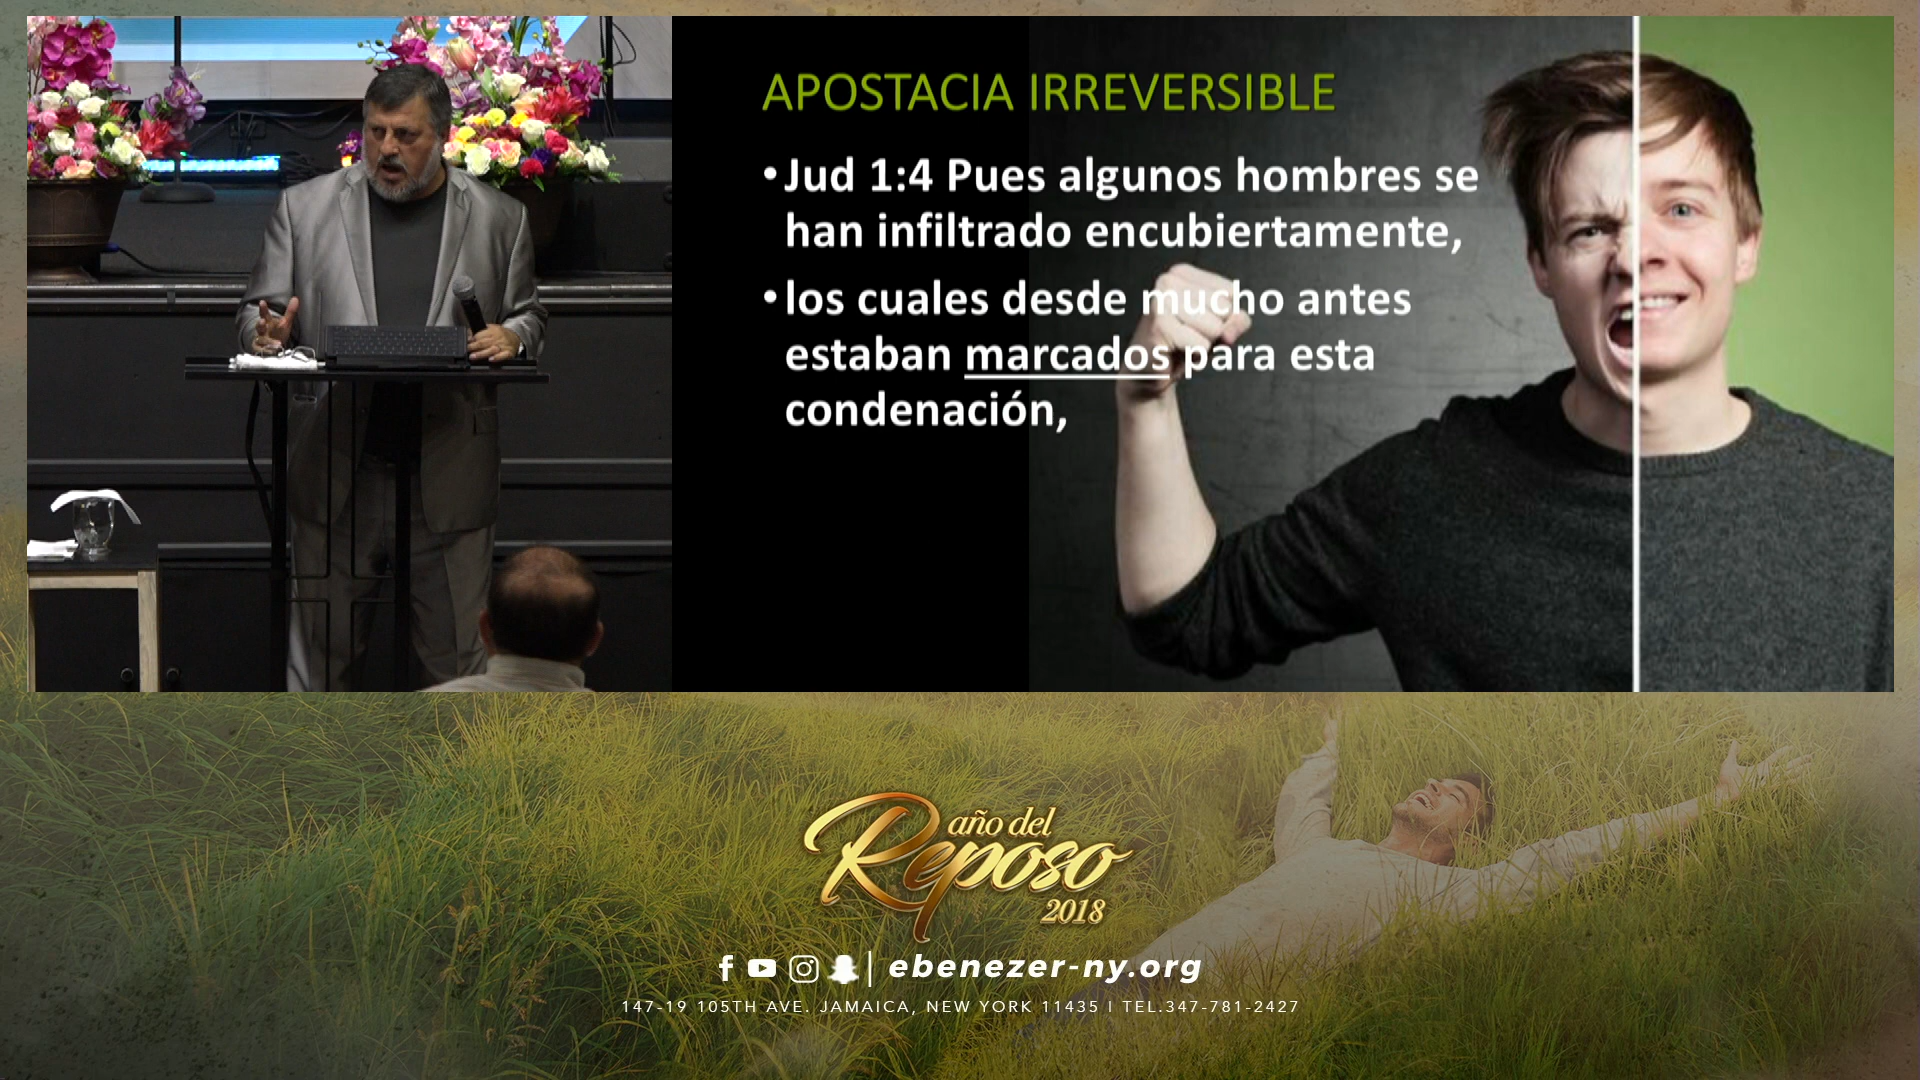 APOSTACIA IRREVERSIBLE
•Jud 1:4 Pues algunos hombres se
han infiltrado encubiertamente,
•los cuales desde mucho antes
estaban marcados para esta
condenación,
año del
Reposo
2018
ebenezer-ny.org
147-19 105TH AVE. JAMAICA, NEW YORK 11435 | TEL.347-781-2427